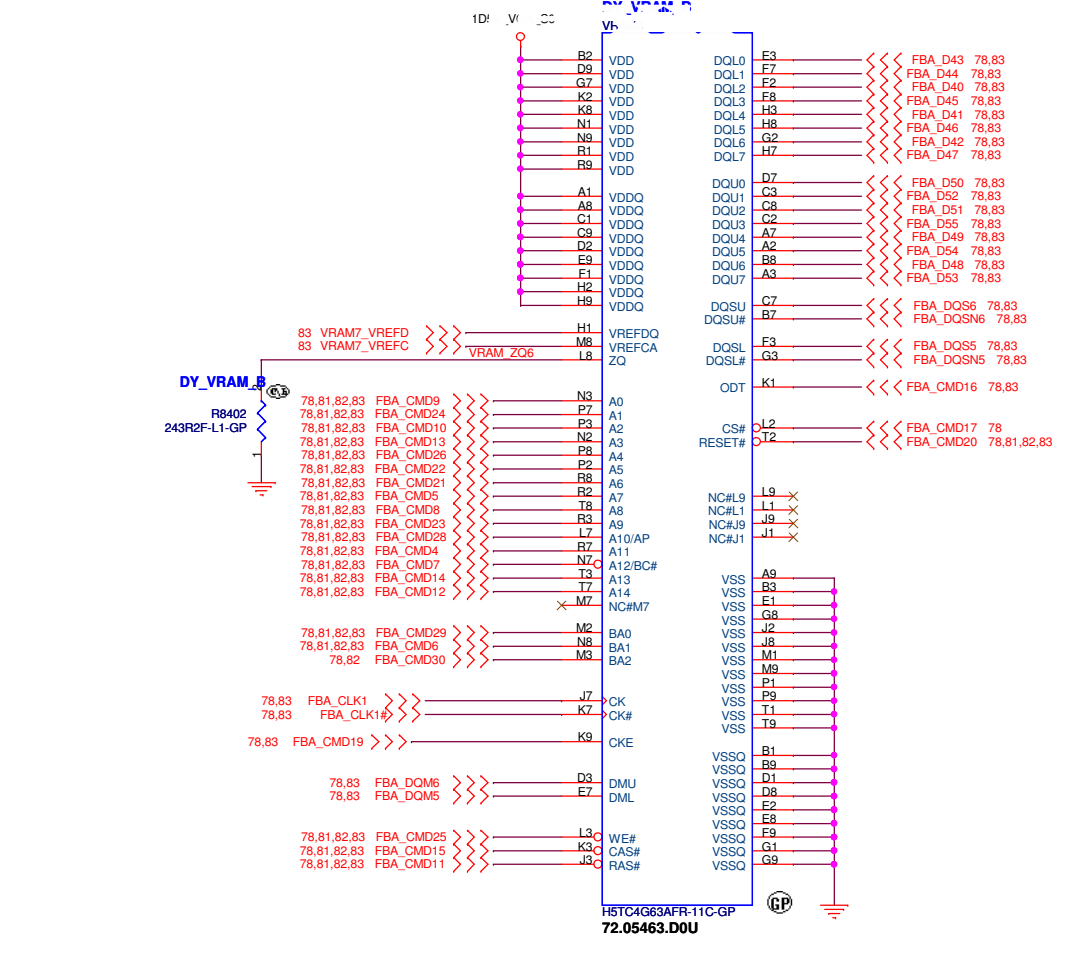 DY_VRAM_B
B2 VDD DQL0 E3 FBA_D43 78,83
D9 VDD DQL1 F7 FBA_D44 78,83
G7 VDD DQL2 F2 FBA_D40 78,83
K2 VDD DQL3 F8 FBA_D45 78,83
K8 VDD DQL4 H3 FBA_D41 78,83
N1 VDD DQL5 H8 FBA_D46 78,83
N9 VDD DQL6 G2 FBA_D42 78,83
R1 VDD DQL7 H7 FBA_D47 78,83
R9 VDD
DQU0 D7 FBA_D50 78,83
A1 VDDQ DQU1 C3 FBA_D52 78,83
A8 VDDQ DQU2 C8 FBA_D51 78,83
C1 VDDQ DQU3 C2 FBA_D55 78,83
C9 VDDQ DQU4 A7 FBA_D49 78,83
D2 VDDQ DQU5 A2 FBA_D54 78,83
E9 VDDQ DQU6 B8 FBA_D48 78,83
F1 VDDQ DQU7 A3 FBA_D53 78,83
H2 VDDQ
H9 VDDQ DQSU C7 FBA_DQS6 78,83
DQSU# B7 FBA_DQSN6 78,83
83 VRAM7_VREFD H1 VREFDQ
83 VRAM7_VREFC M8 VREFCA DQSL F3 FBA_DQS5 78,83
VRAM_ZQ6 L8 ZQ DQSL# G3 FBA_DQSN5 78,83
DY_VRAM_B
ODT K1 FBA_CMD16 78,83
78,81,82,83 FBA_CMD9 N3 A0
R8402 78,81,82,83 FBA_CMD24 P7 A1
243R2F-L1-GP 78,81,82,83 FBA_CMD10 P3 A2 CS# L2 FBA_CMD17 78
78,81,82,83 FBA_CMD13 N2 A3 RESET# T2 FBA_CMD20 78,81,82,83
1 78,81,82,83 FBA_CMD26 P8 A4
78,81,82,83 FBA_CMD22 P2 A5
78,81,82,83 FBA_CMD21 R8 A6
78,81,82,83 FBA_CMD5 R2 A7 NC#L9 L9
78,81,82,83 FBA_CMD8 T8 A8 NC#L1 L1
78,81,82,83 FBA_CMD23 R3 A9 NC#J9 J9
78,81,82,83 FBA_CMD28 L7 A10/AP NC#J1 J1
78,81,82,83 FBA_CMD4 R7 A11
78,81,82,83 FBA_CMD7 N7 A12/BC#
78,81,82,83 FBA_CMD14 T3 A13 VSS A9
78,81,82,83 FBA_CMD12 T7 A14 VSS B3
M7 NC#M7 VSS E1
VSS G8
78,81,82,83 FBA_CMD29 M2 BA0 VSS J2
78,81,82,83 FBA_CMD6 N8 BA1 VSS J8
78,82 FBA_CMD30 M3 BA2 VSS M1
VSS M9
VSS P1
78,83 FBA_CLK1 J7 CK VSS P9
78,83 FBA_CLK1# K7 CK# VSS T1
VSS T9
78,83 FBA_CMD19 K9 CKE
VSSQ B1
VSSQ B9
78,83 FBA_DQM6 D3 DMU VSSQ D1
78,83 FBA_DQM5 E7 DML VSSQ D8
VSSQ E2
VSSQ E8
78,81,82,83 FBA_CMD25 L3 WE# VSSQ F9
78,81,82,83 FBA_CMD15 K3 CAS# VSSQ G1
78,81,82,83 FBA_CMD11 J3 RAS# VSSQ G9
GP
H5TC4G63AFR-11C-GP
72.05463.D0U